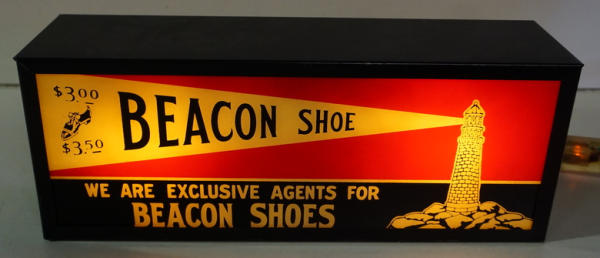 $3.00
$3.50
BEACON SHOE
WE ARE EXCLUSIVE AGENTS FOR
BEACON SHOES